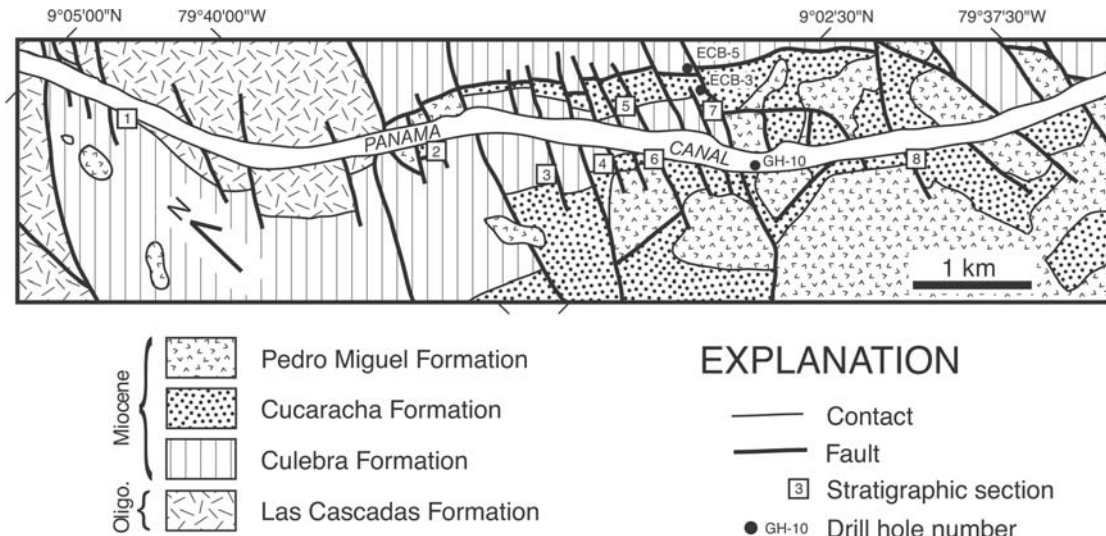 9°05'00"N 79°40'00"W 9°02'30"N 79°37'30"W
ECB-5
ECB-3
1
5
7
PANAMA
2
CANAL
4
6
GH-10
8
3
N
1 km
Miocene
Pedro Miguel Formation
Cucaracha Formation
Culebra Formation
Oligo.
Las Cascadas Formation
EXPLANATION
Contact
Fault
3 Stratigraphic section
GH-10 Drill hole number